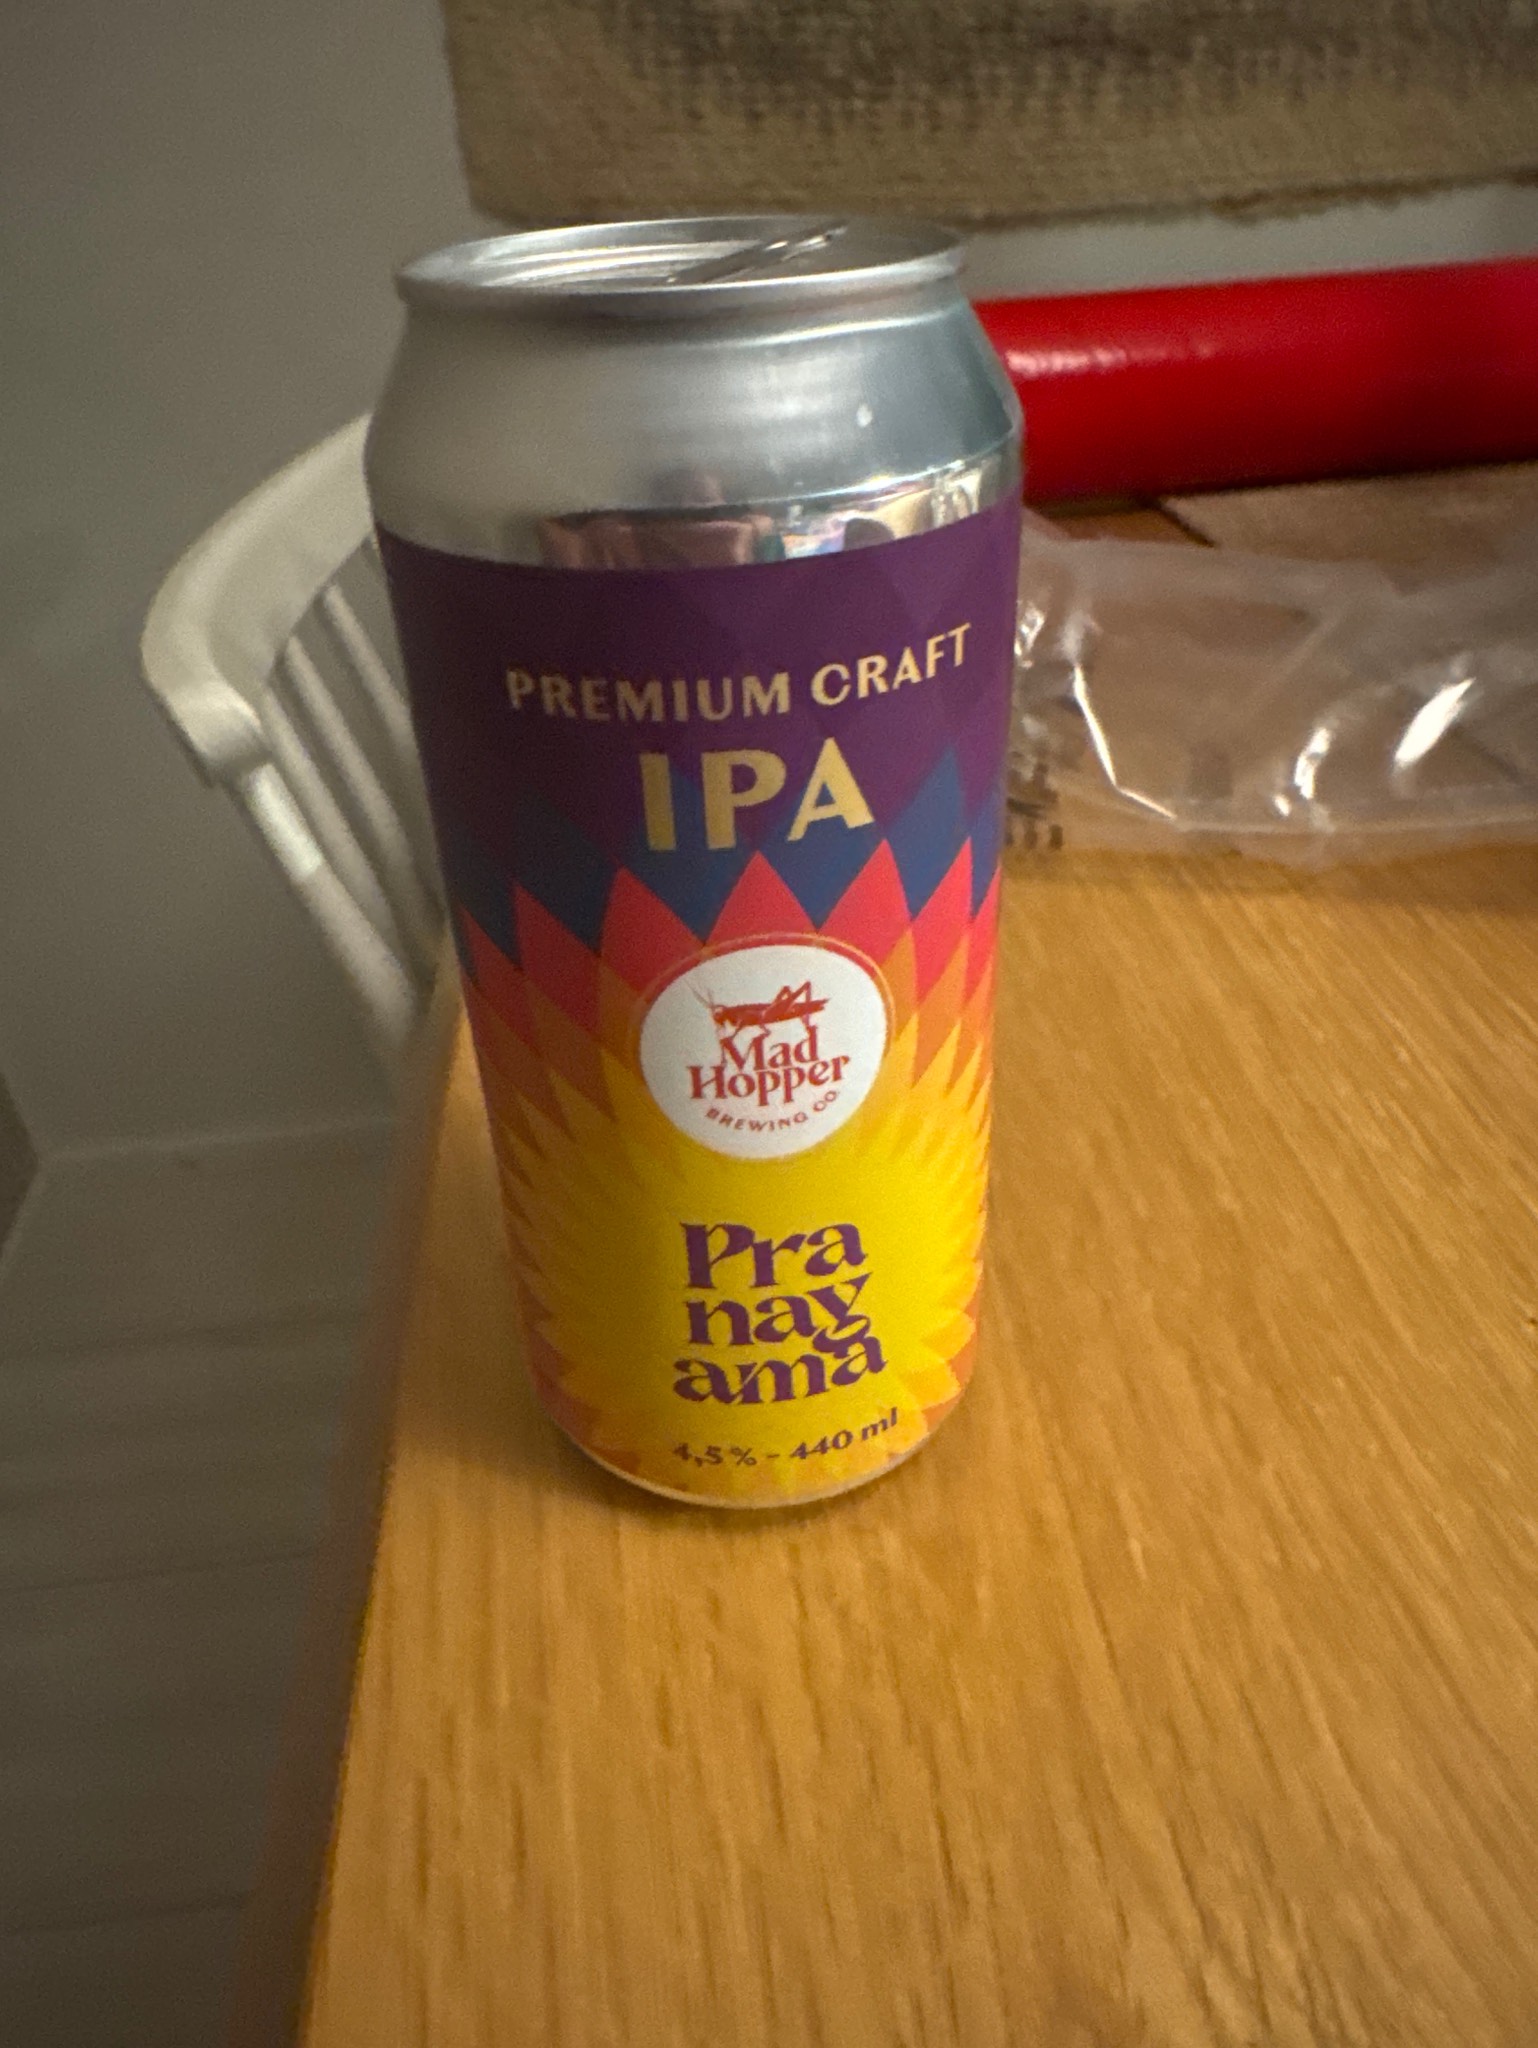 PREMIUM CRAFT
IPA
Mad
Hopper
BREWING CO.
Pra
nay
ama
4,5% - 440 ml